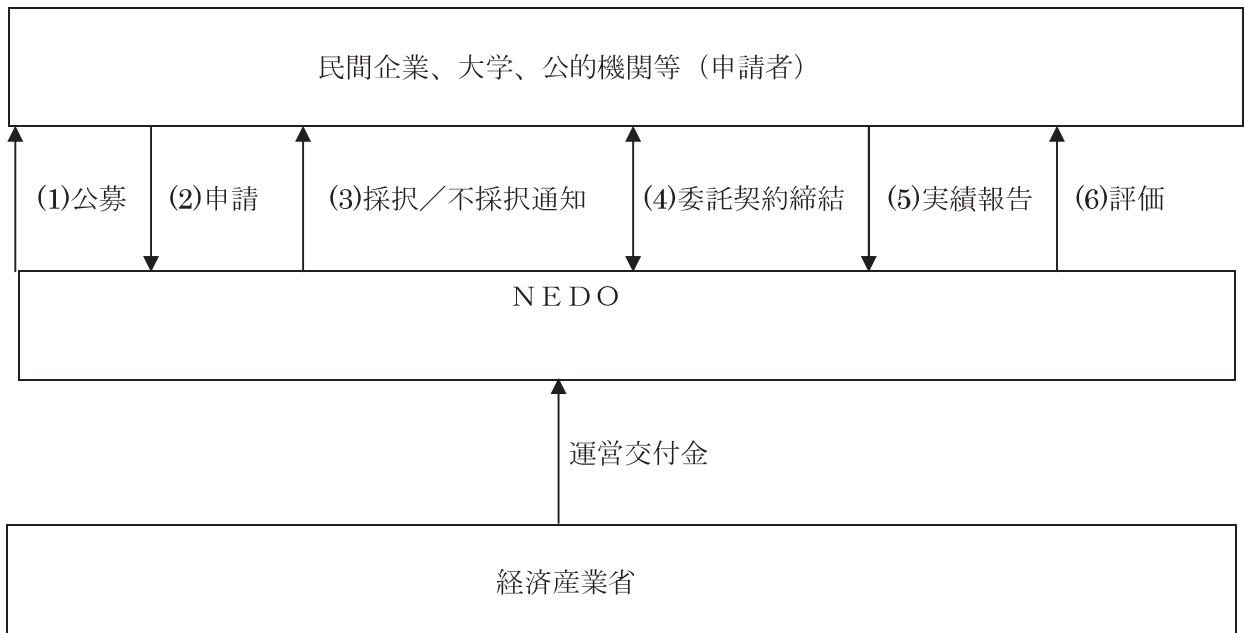 民間企業、大学、公的機関等（申請者）
(1)公募
(2)申請
(3)採択／不採択通知
(4)委託契約締結
(5)実績報告
(6)評価
ＮＥＤＯ
運営交付金
経済産業省